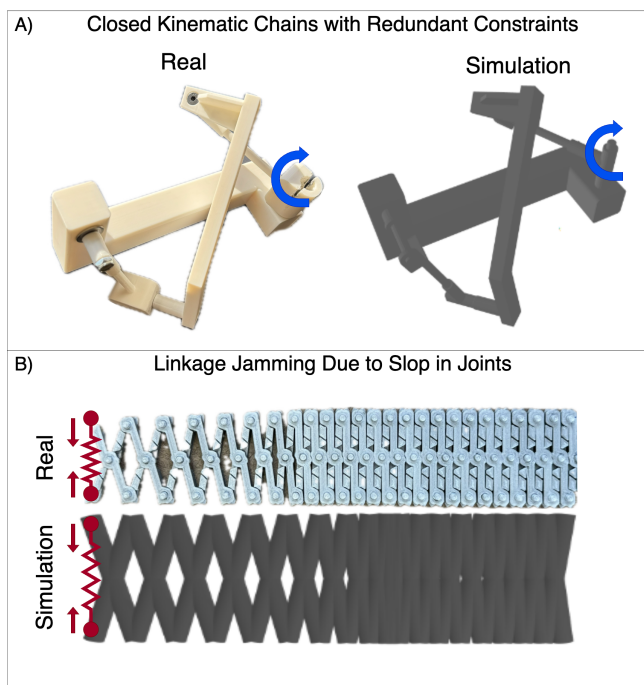 A) Closed Kinematic Chains with Redundant Constraints
Real
Simulation
B) Linkage Jamming Due to Slop in Joints
Real
Simulation